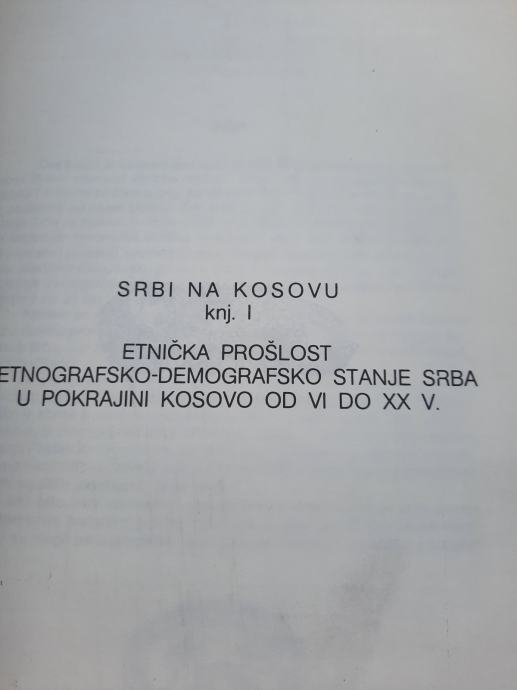 SRBI NA KOSOVU
knj. I
ETNIČKA PROŠLOST
ETNOGRAFSKO-DEMOGRAFSKO STANJE SRBA
U POKRAJINI KOSOVO OD VI DO XX V.